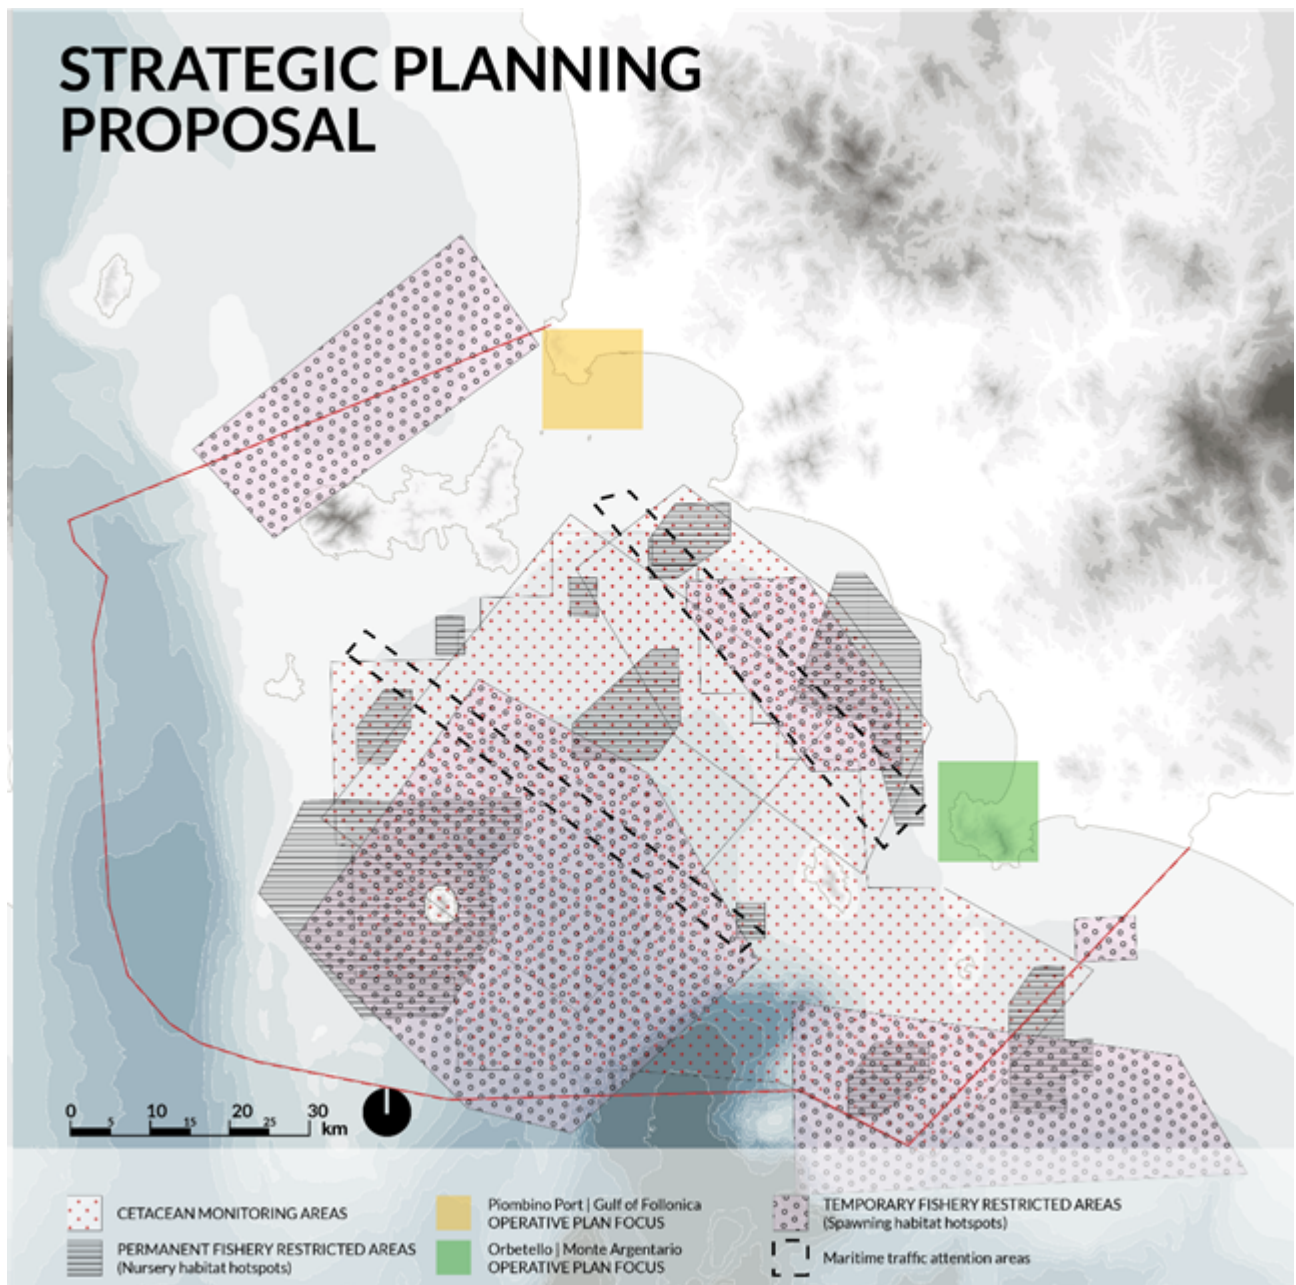 STRATEGIC PLANNING
PROPOSAL
0 10 20 30
5 15 25 km
CETACEAN MONITORING AREAS
PERMANENT FISHERY RESTRICTED AREAS
(Nursery habitat hotspots)
Piombino Port | Gulf of Follonica
OPERATIVE PLAN FOCUS
Orbetello | Monte Argentario
OPERATIVE PLAN FOCUS
TEMPORARY FISHERY RESTRICTED AREAS
(Spawning habitat hotspots)
Maritime traffic attention areas